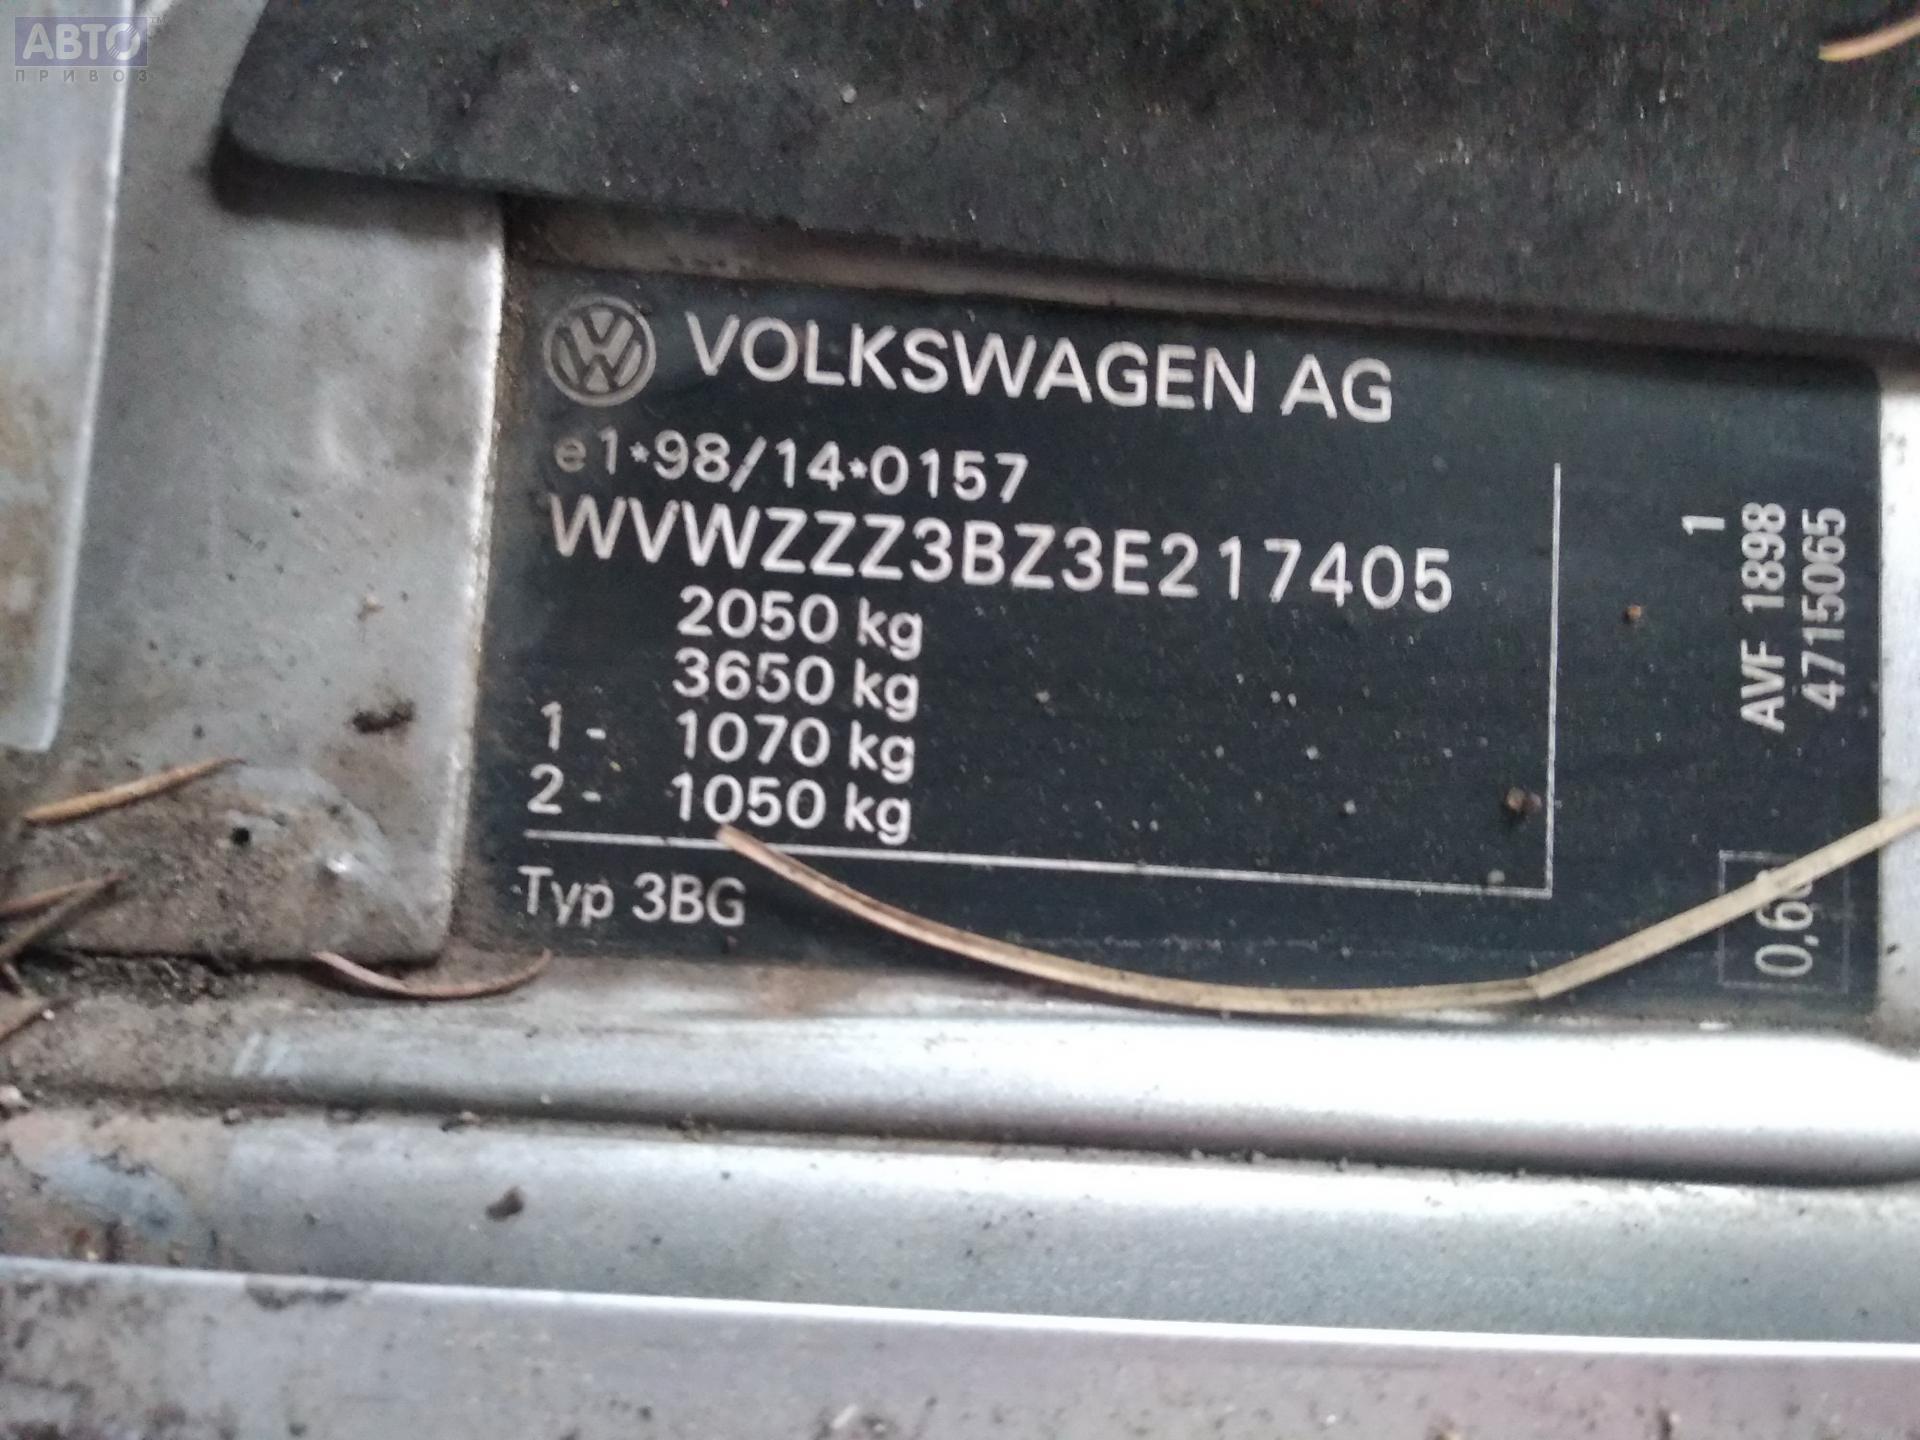 АВТО
ПРИВОЗ
VOLKSWAGEN AG
e1*98/14*0157
WVWZZZ3BZ3E217405
2050 kg
3650 kg
1 - 1070 kg
2 - 1050 kg
Typ 3BG
1
AVF 1898
4715065